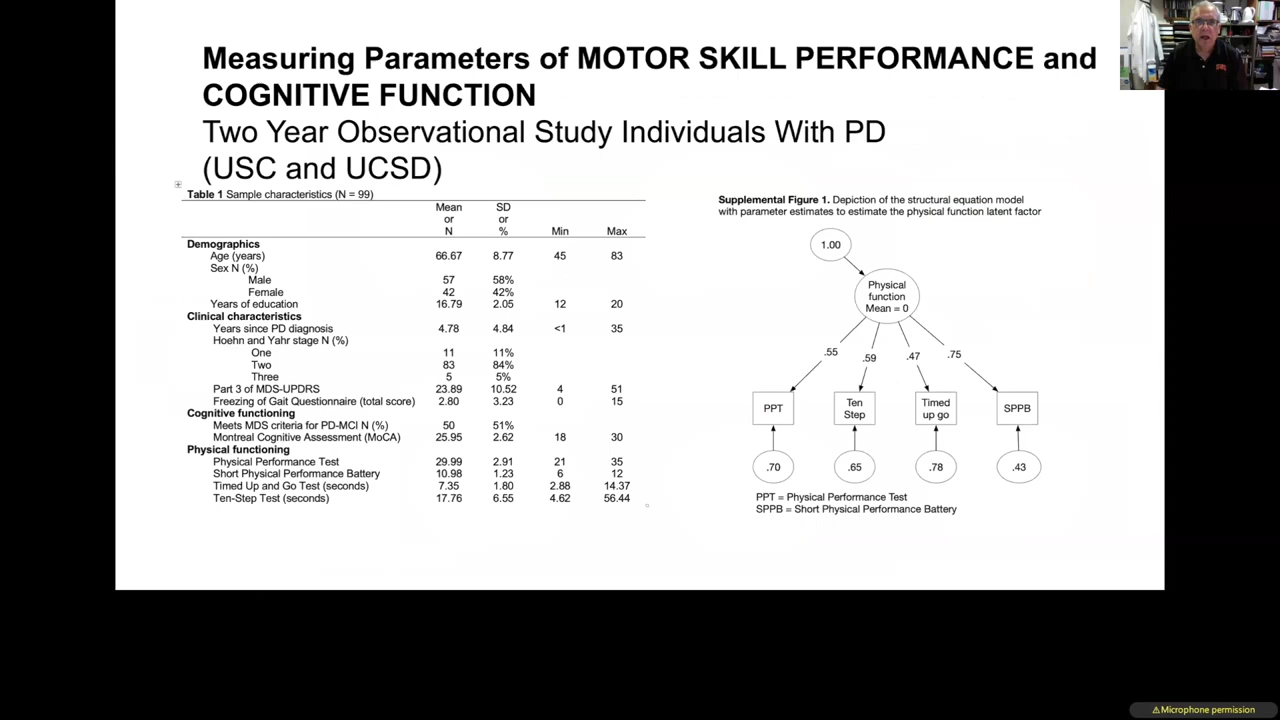 Measuring Parameters of MOTOR SKILL PERFORMANCE and
COGNITIVE FUNCTION
Two Year Observational Study Individuals With PD
(USC and UCSD)
Table 1 Sample characteristics (N = 99)
Mean or N SD or % Min Max
Demographics
Age (years) 66.67 8.77 45 83
Sex N (%)
Male 57 58%
Female 42 42%
Years of education 16.79 2.05 12 20
Clinical characteristics
Years since PD diagnosis 4.78 4.84 <1 35
Hoehn and Yahr stage N (%)
One 11 11%
Two 83 84%
Three 5 5%
Part 3 of MDS-UPDRS 23.89 10.52 4 51
Freezing of Gait Questionnaire (total score) 2.80 3.23 0 15
Cognitive functioning
Meets MDS criteria for PD-MCI N (%) 50 51%
Montreal Cognitive Assessment (MoCA) 25.95 2.62 18 30
Physical functioning
Physical Performance Test 29.99 2.91 21 35
Short Physical Performance Battery 10.98 1.23 6 12
Timed Up and Go Test (seconds) 7.35 1.80 2.88 14.37
Ten-Step Test (seconds) 17.76 6.55 4.62 56.44
Supplemental Figure 1. Depiction of the structural equation model
with parameter estimates to estimate the physical function latent factor
1.00
Physical
function
Mean = 0
.55 .59 .47 .75
PPT
Ten
Step
Timed
up go
SPPB
.70 .65 .78 .43
PPT = Physical Performance Test
SPPB = Short Physical Performance Battery
Microphone permission